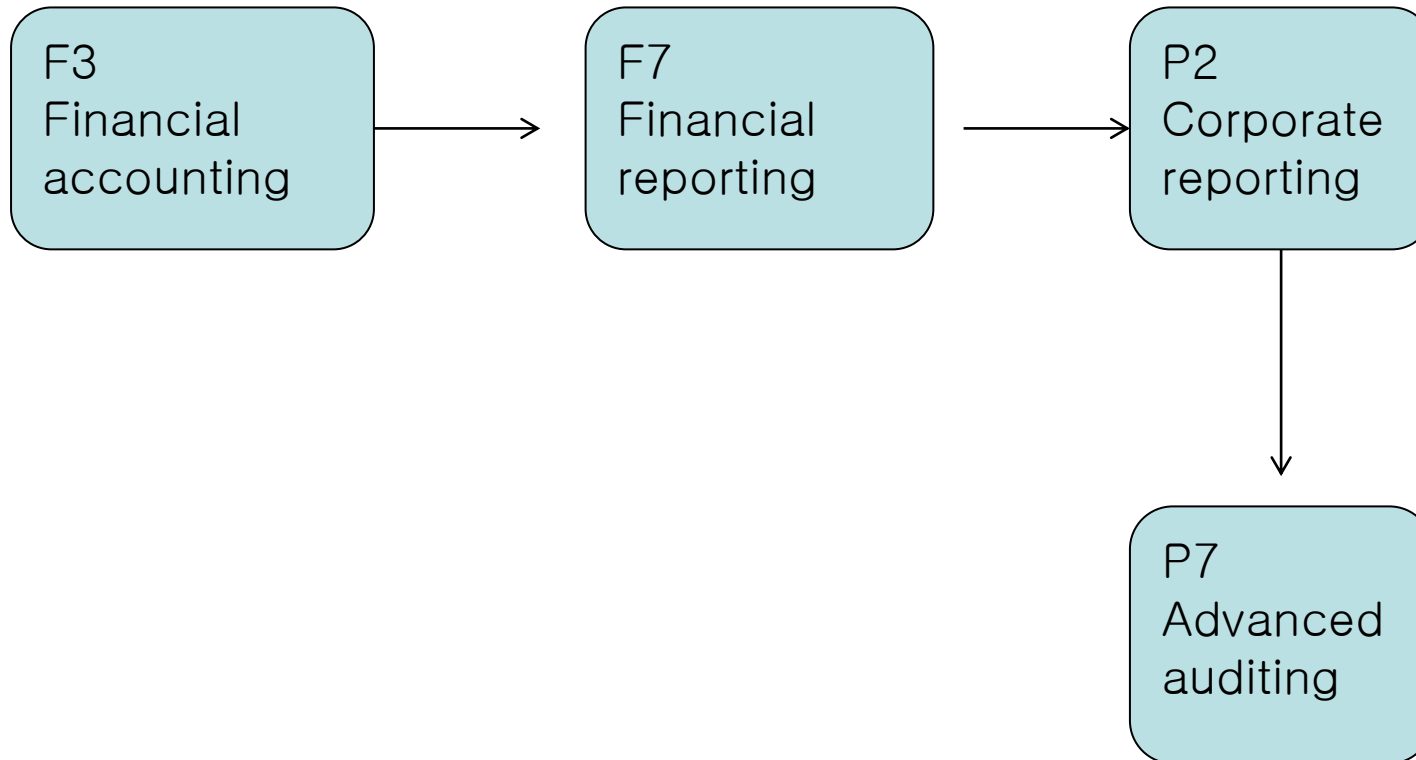 F3
Financial
accounting
F7
Financial
reporting
P2
Corporate
reporting
P7
Advanced
auditing